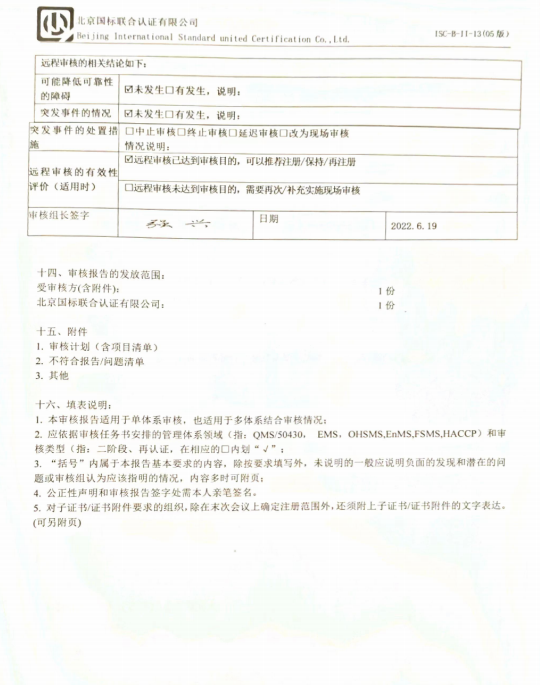 北京国标联合认证有限公司
Beijing International Standard united Certification Co.,Ltd.
ISC-B-II-13(05版)
远程审核的相关结论如下:
可能降低可靠性的障碍 ☑未发生□有发生,说明:
突发事件的情况 ☑未发生□有发生,说明:
突发事件的处置措施 □中止审核□终止审核□延迟审核□改为现场审核
情况说明:
远程审核的有效性评价(适用时) ☑远程审核已达到审核目的,可以推荐注册/保持/再注册
□远程审核未达到审核目的,需要再次/补充实施现场审核
审核组长签字 张兴 日期 2022.6.19
十四、审核报告的发放范围:
受审核方(含附件): 1份
北京国标联合认证有限公司: 1份
十五、附件
1. 审核计划(含项目清单)
2. 不符合报告/问题清单
3. 其他
十六、填表说明:
1. 本审核报告适用于单体系审核,也适用于多体系结合审核情况;
2. 应依据审核任务书安排的管理体系领域(指:QMS/50430, EMS,OHSMS,EnMS,FSMS,HACCP)和审
核类型(指:二阶段、再认证,在相应的口内划“√”;
3. “括号”内属于本报告基本要求的内容,除按要求填写外,未说明的一般应说明负面的发现和潜在的问
题或审核组认为应该指明的情况,内容多时可附页;
4. 公正性声明和审核报告签字处需本人亲笔签名。
5. 对子证书/证书附件要求的组织,除在末次会议上确定注册范围外,还须附上子证书/证书附件的文字表达。
(可另附页)